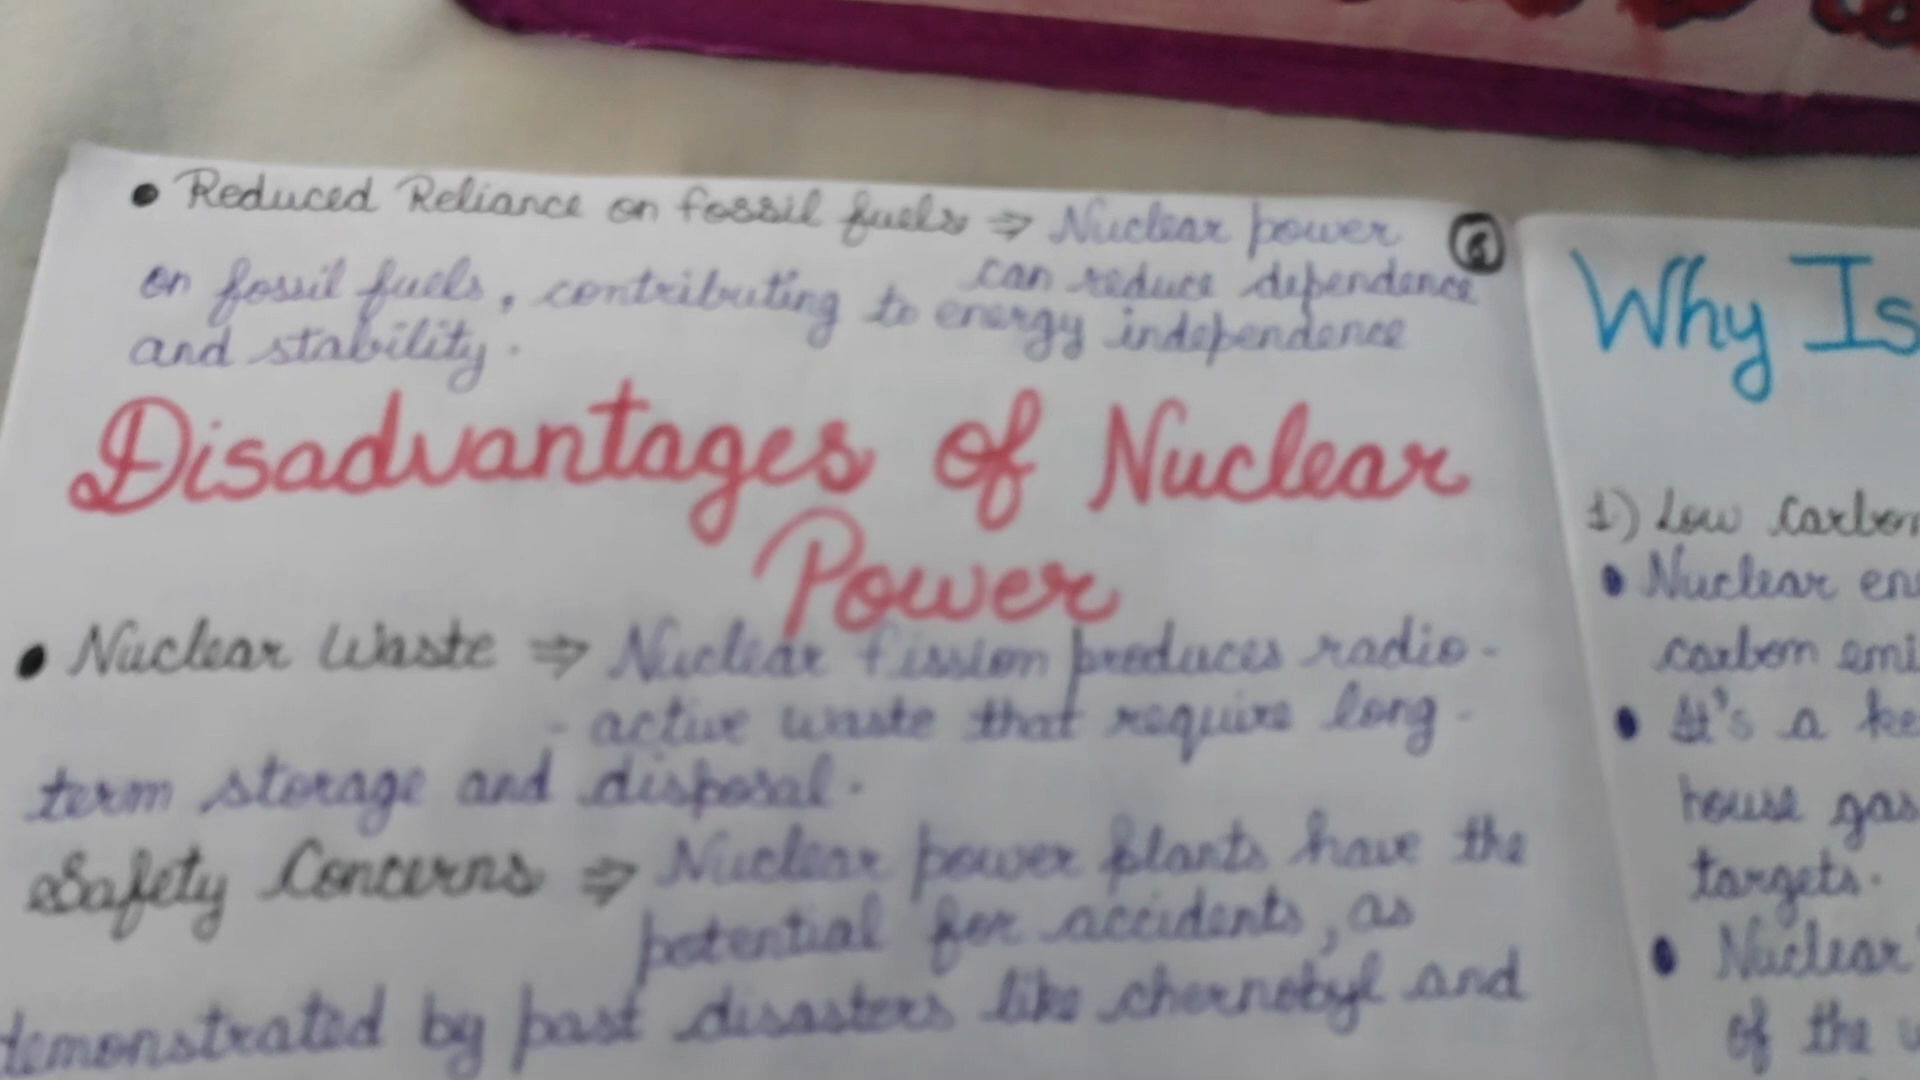 • Reduced Reliance on fossil fuels ⇒ Nuclear power
can reduce dependence
on fossil fuels, contributing to energy independence
and stability.
Disadvantages of Nuclear
Power
• Nuclear Waste ⇒ Nuclear fission produces radio-
- active waste that require long-
term storage and disposal.
Safety Concerns ⇒ Nuclear power plants have the
potential for accidents, as
demonstrated by past disasters like chernobyl and
Why Is
1) Low Carbon
• Nuclear en
carbon emi
• It's a ke
house gas
targets.
• Nuclear
of the